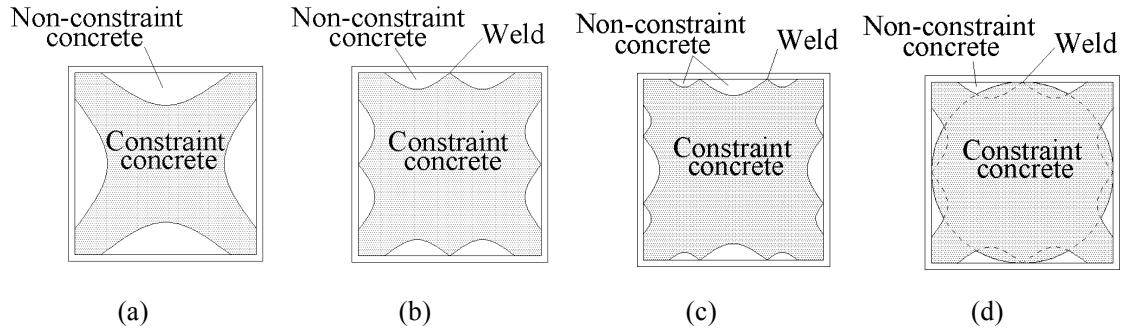 Non-constraint
concrete
Constraint
concrete
(a)
Non-constraint
concrete
Weld
Constraint
concrete
(b)
Non-constraint
concrete
Weld
Constraint
concrete
(c)
Non-constraint
concrete
Weld
Constraint
concrete
(d)